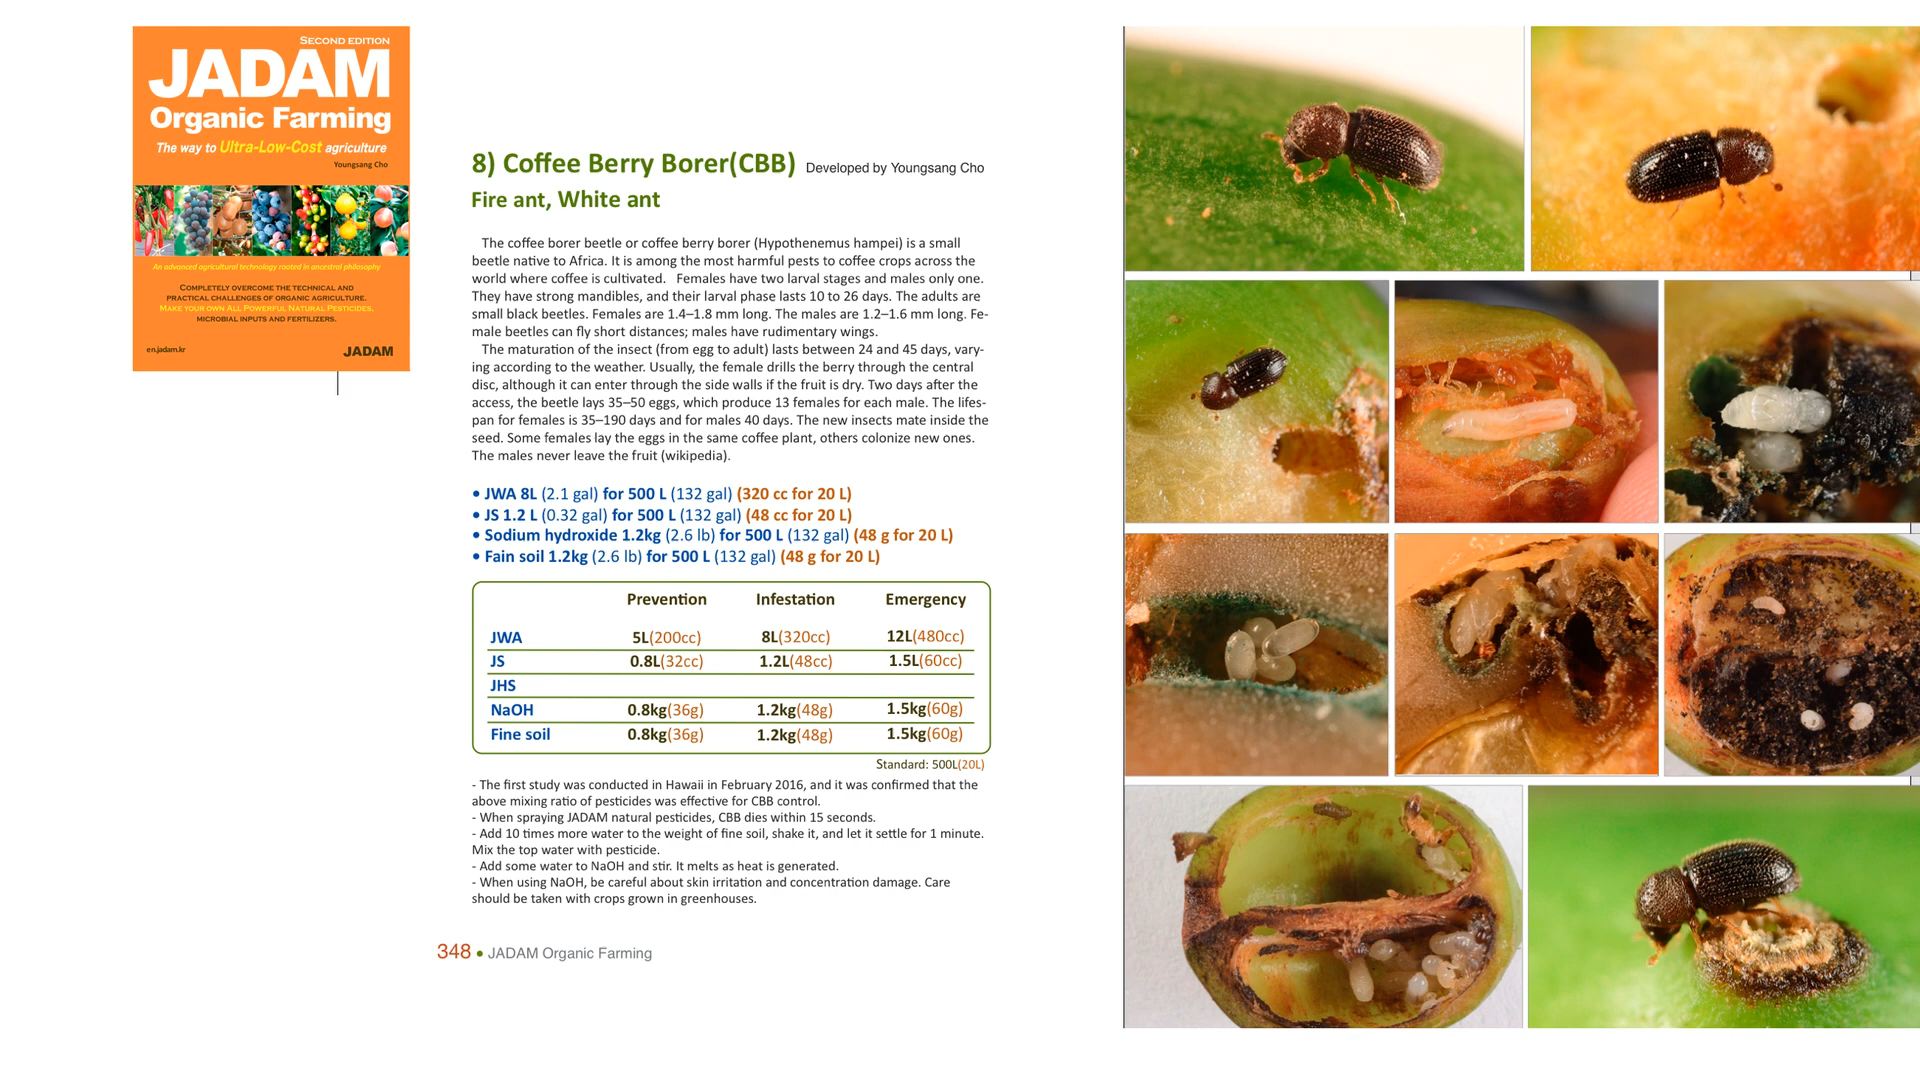 SECOND EDITION
JADAM
Organic Farming
The way to Ultra-Low-Cost agriculture
Youngsang Cho
An advanced agricultural technology rooted in ancestral philosophy
COMPLETELY OVERCOME THE TECHNICAL AND
PRACTICAL CHALLENGES OF ORGANIC AGRICULTURE.
MAKE YOUR OWN ALL POWERFUL NATURAL PESTICIDES,
MICROBIAL INPUTS AND FERTILIZERS.
en.jadam.kr JADAM
8) Coffee Berry Borer(CBB) Developed by Youngsang Cho
Fire ant, White ant
The coffee borer beetle or coffee berry borer (Hypothenemus hampei) is a small
beetle native to Africa. It is among the most harmful pests to coffee crops across the
world where coffee is cultivated. Females have two larval stages and males only one.
They have strong mandibles, and their larval phase lasts 10 to 26 days. The adults are
small black beetles. Females are 1.4–1.8 mm long. The males are 1.2–1.6 mm long. Fe-
male beetles can fly short distances; males have rudimentary wings.
The maturation of the insect (from egg to adult) lasts between 24 and 45 days, vary-
ing according to the weather. Usually, the female drills the berry through the central
disc, although it can enter through the side walls if the fruit is dry. Two days after the
access, the beetle lays 35–50 eggs, which produce 13 females for each male. The lifes-
pan for females is 35–190 days and for males 40 days. The new insects mate inside the
seed. Some females lay the eggs in the same coffee plant, others colonize new ones.
The males never leave the fruit (wikipedia).
• JWA 8L (2.1 gal) for 500 L (132 gal) (320 cc for 20 L)
• JS 1.2 L (0.32 gal) for 500 L (132 gal) (48 cc for 20 L)
• Sodium hydroxide 1.2kg (2.6 lb) for 500 L (132 gal) (48 g for 20 L)
• Fain soil 1.2kg (2.6 lb) for 500 L (132 gal) (48 g for 20 L)
Prevention Infestation Emergency
JWA 5L(200cc) 8L(320cc) 12L(480cc)
JS 0.8L(32cc) 1.2L(48cc) 1.5L(60cc)
JHS
NaOH 0.8kg(36g) 1.2kg(48g) 1.5kg(60g)
Fine soil 0.8kg(36g) 1.2kg(48g) 1.5kg(60g)
Standard: 500L(20L)
- The first study was conducted in Hawaii in February 2016, and it was confirmed that the
above mixing ratio of pesticides was effective for CBB control.
- When spraying JADAM natural pesticides, CBB dies within 15 seconds.
- Add 10 times more water to the weight of fine soil, shake it, and let it settle for 1 minute.
Mix the top water with pesticide.
- Add some water to NaOH and stir. It melts as heat is generated.
- When using NaOH, be careful about skin irritation and concentration damage. Care
should be taken with crops grown in greenhouses.
348 • JADAM Organic Farming